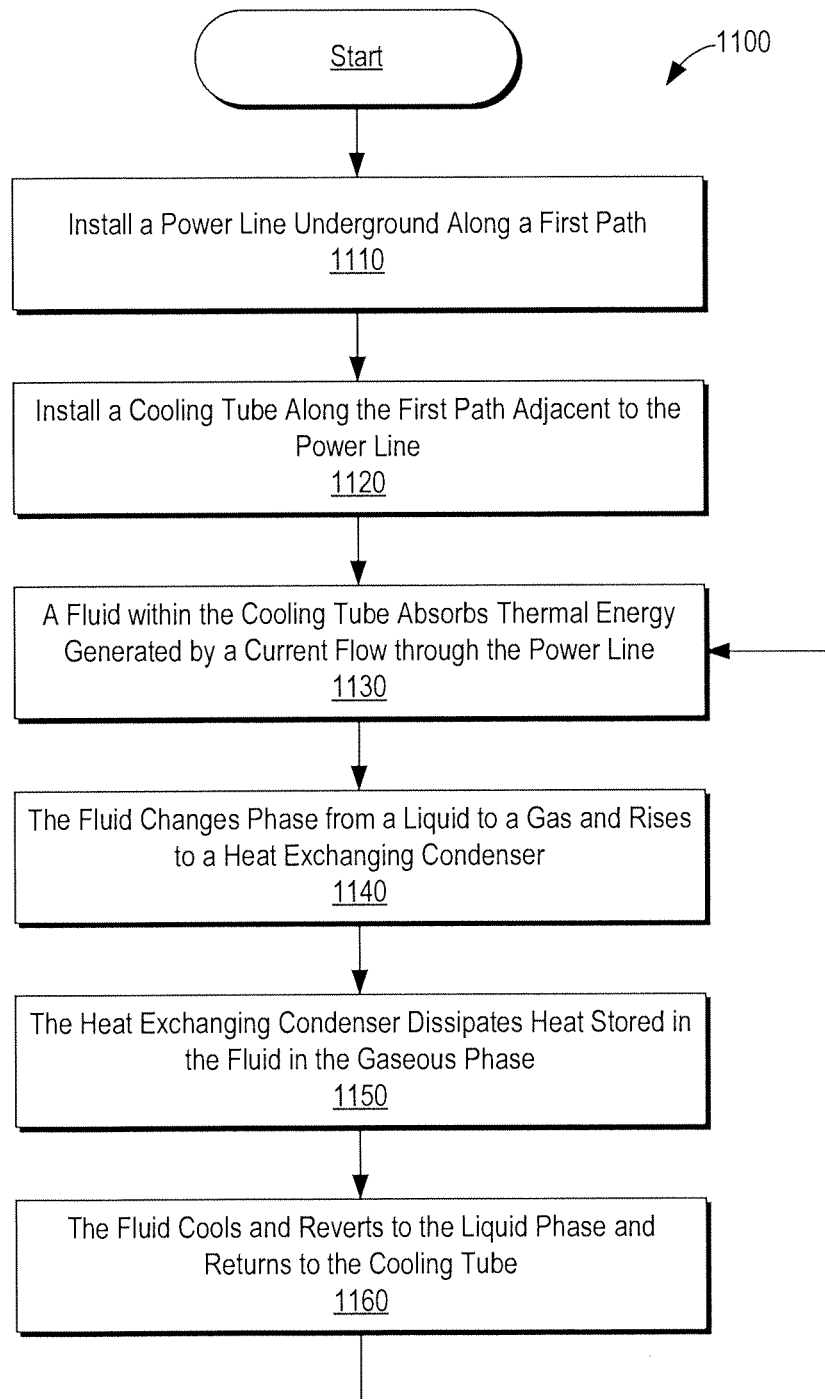 Start
1100
Install a Power Line Underground Along a First Path
1110
Install a Cooling Tube Along the First Path Adjacent to the
Power Line
1120
A Fluid within the Cooling Tube Absorbs Thermal Energy
Generated by a Current Flow through the Power Line
1130
The Fluid Changes Phase from a Liquid to a Gas and Rises
to a Heat Exchanging Condenser
1140
The Heat Exchanging Condenser Dissipates Heat Stored in
the Fluid in the Gaseous Phase
1150
The Fluid Cools and Reverts to the Liquid Phase and
Returns to the Cooling Tube
1160